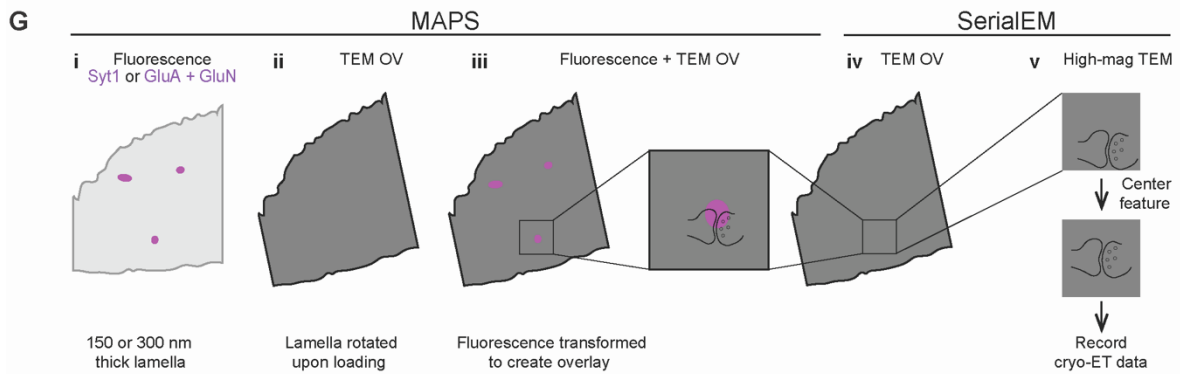 G
MAPS
SerialEM
i Fluorescence
Syt1 or GluA + GluN
ii TEM OV
iii Fluorescence + TEM OV
iv TEM OV
v High-mag TEM
Center
feature
150 or 300 nm
thick lamella
Lamella rotated
upon loading
Fluorescence transformed
to create overlay
Record
cryo-ET data